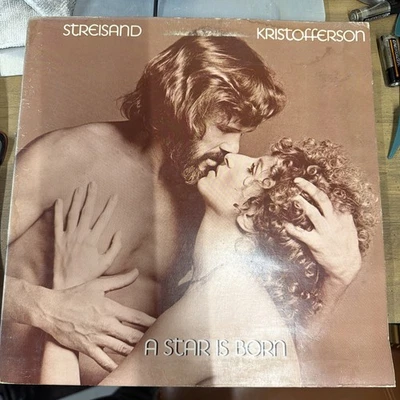 STREISAND KRISTOFFERSON
A STAR IS BORN